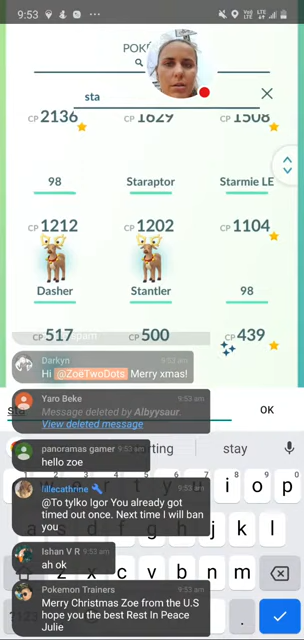 9:53
POK
sta
CP 2136 CP 1629 CP 1508
98 Staraptor Starmie LE
CP 1212 CP 1202 CP 1104
Dasher Stantler 98
CP 517 CP 500 CP 439
Darkyn 9:52 am
Hi @ZoëTwoDots Merry xmas!
Yaro Beke 9:53 am
Message deleted by Albyysaur.
View deleted message
OK
panoramas gamer 9:53 am
hello zoe
stay
lillecathrine 9:53 am
@To tylko Igor You already got
timed out once. Next time I will ban
you
Ishan V R 9:53 am
ah ok
Pokemon Trainers 9:53 am
Merry Christmas Zoe from the U.S
hope you the best Rest In Peace
Julie
i o p
g h j k l
v b n m